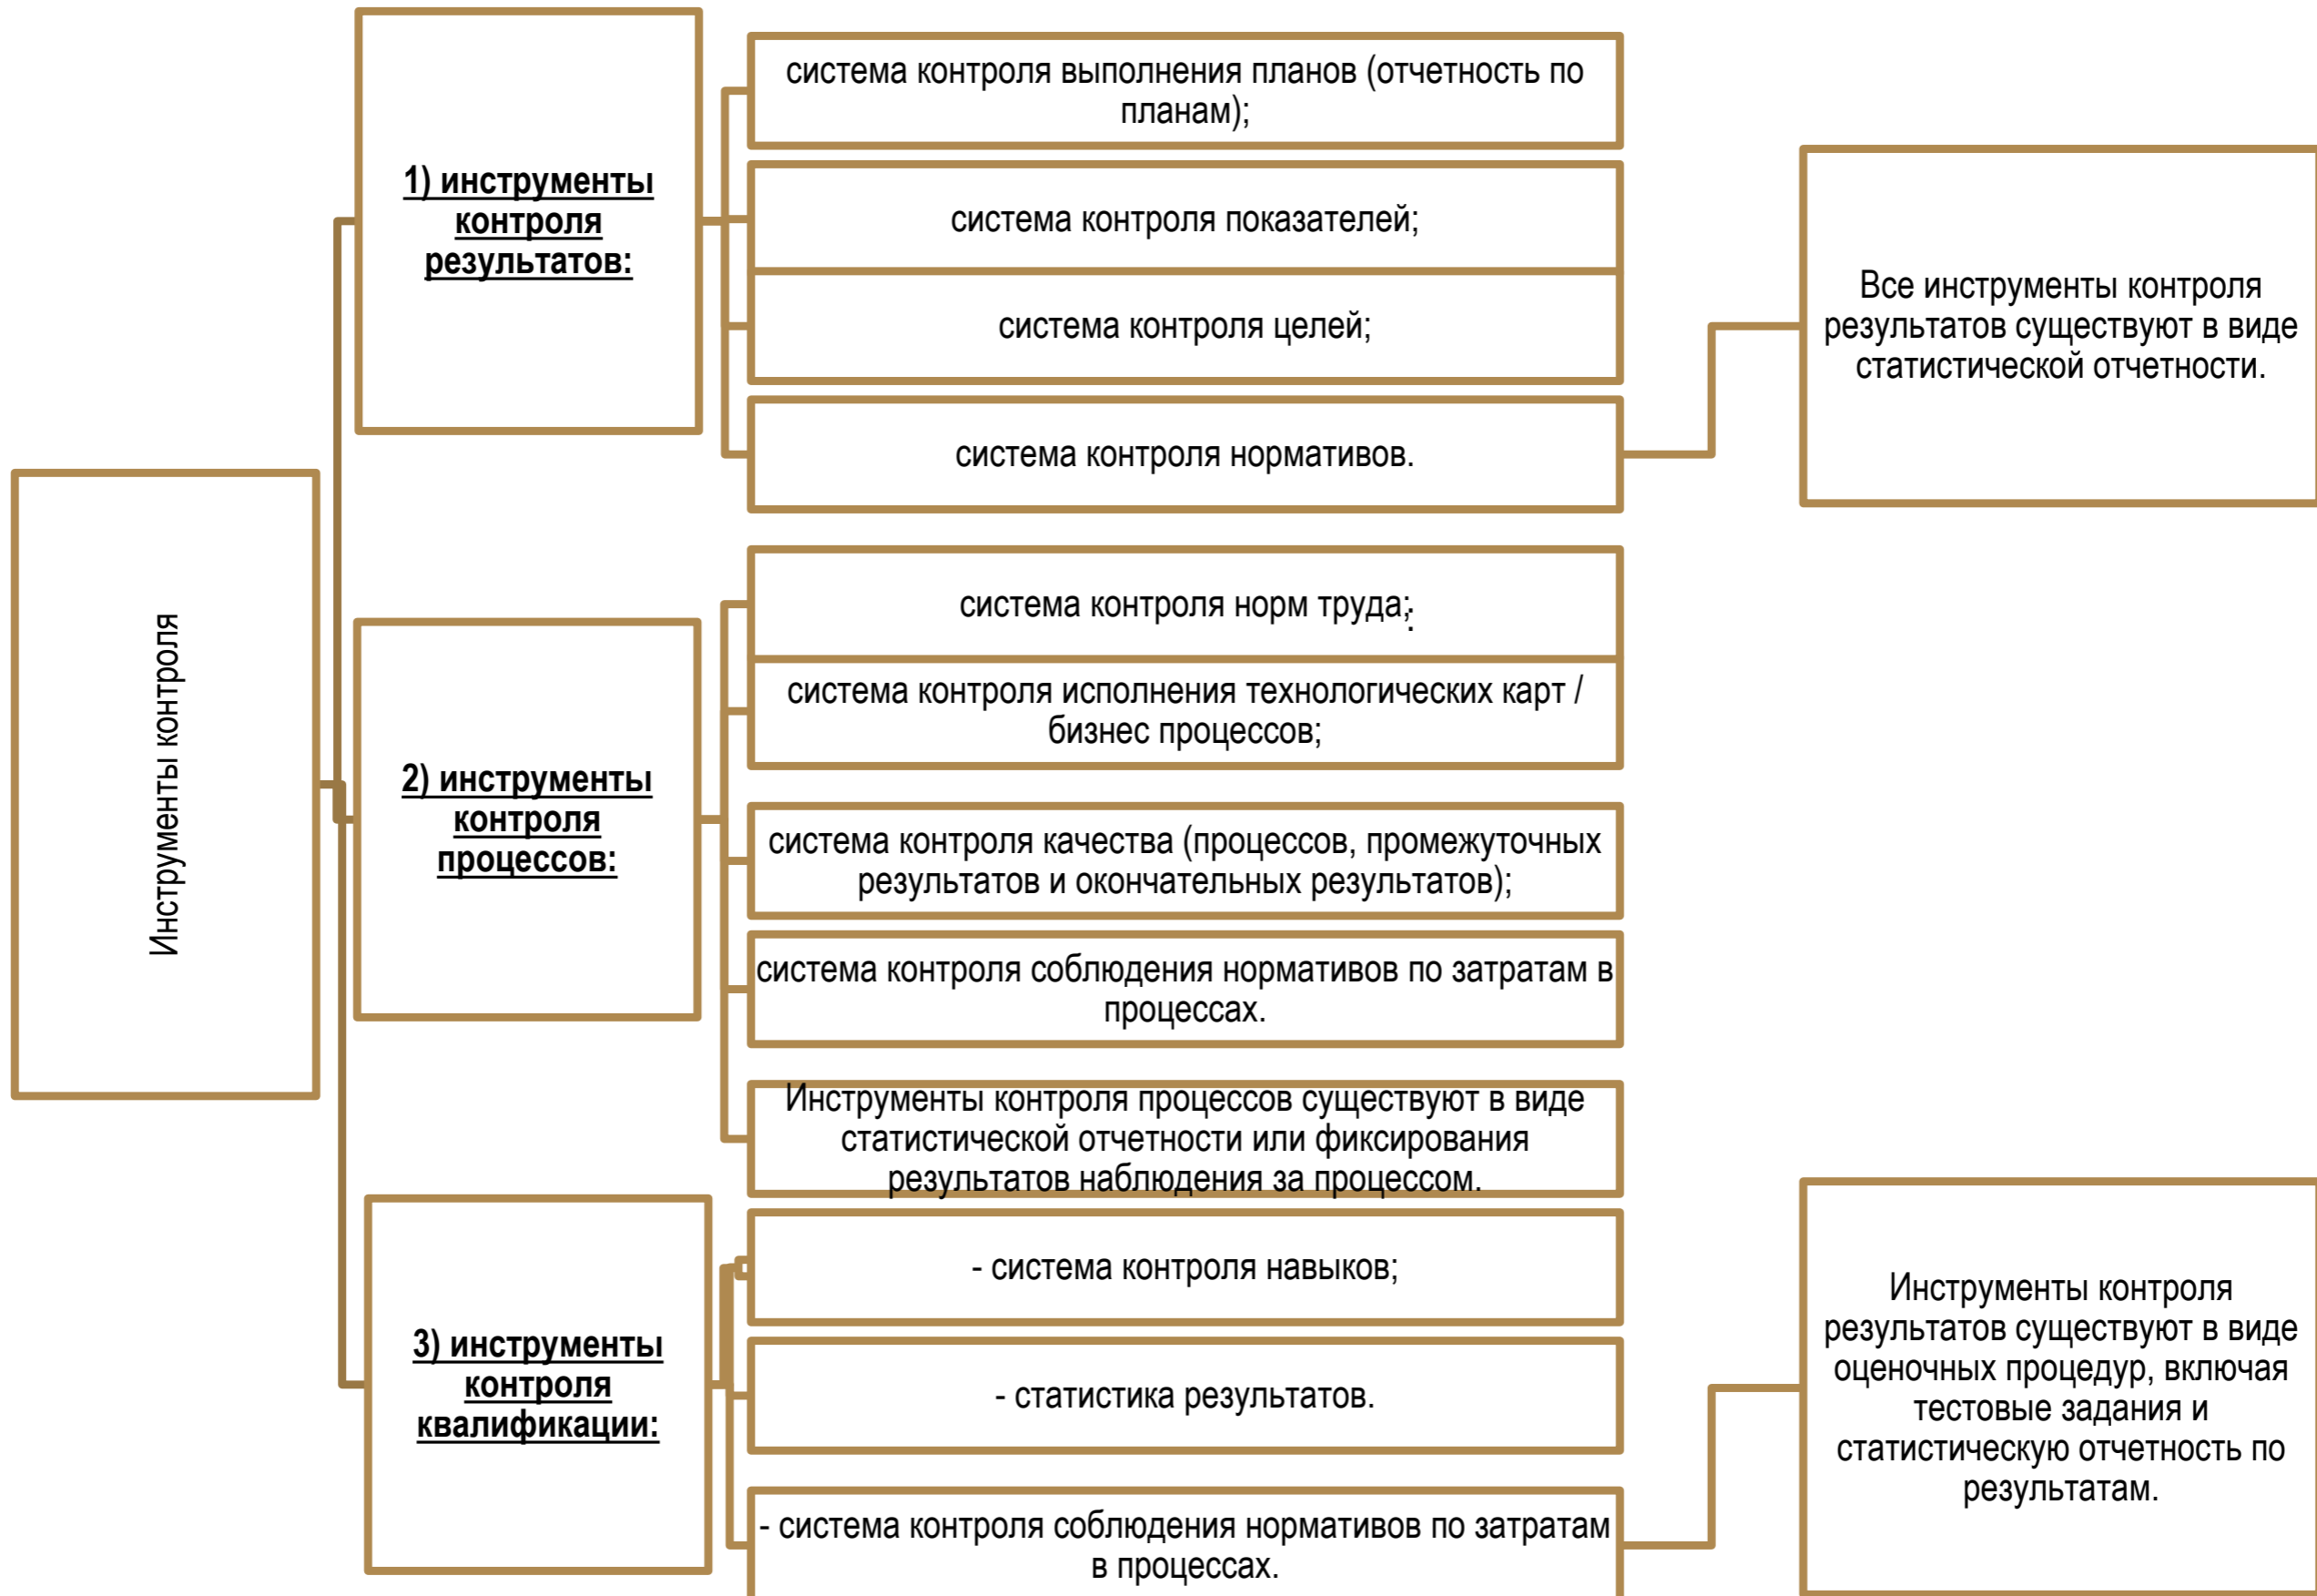 Инструменты контроля
1) инструменты
контроля
результатов:
система контроля выполнения планов (отчетность по
планам);
система контроля показателей;
система контроля целей;
система контроля нормативов.
Все инструменты контроля
результатов существуют в виде
статистической отчетности.
2) инструменты
контроля
процессов:
система контроля норм труда;
система контроля исполнения технологических карт /
бизнес процессов;
система контроля качества (процессов, промежуточных
результатов и окончательных результатов);
система контроля соблюдения нормативов по затратам в
процессах.
Инструменты контроля процессов существуют в виде
статистической отчетности или фиксирования
результатов наблюдения за процессом.
3) инструменты
контроля
квалификации:
- система контроля навыков;
- статистика результатов.
- система контроля соблюдения нормативов по затратам
в процессах.
Инструменты контроля
результатов существуют в виде
оценочных процедур, включая
тестовые задания и
статистическую отчетность по
результатам.